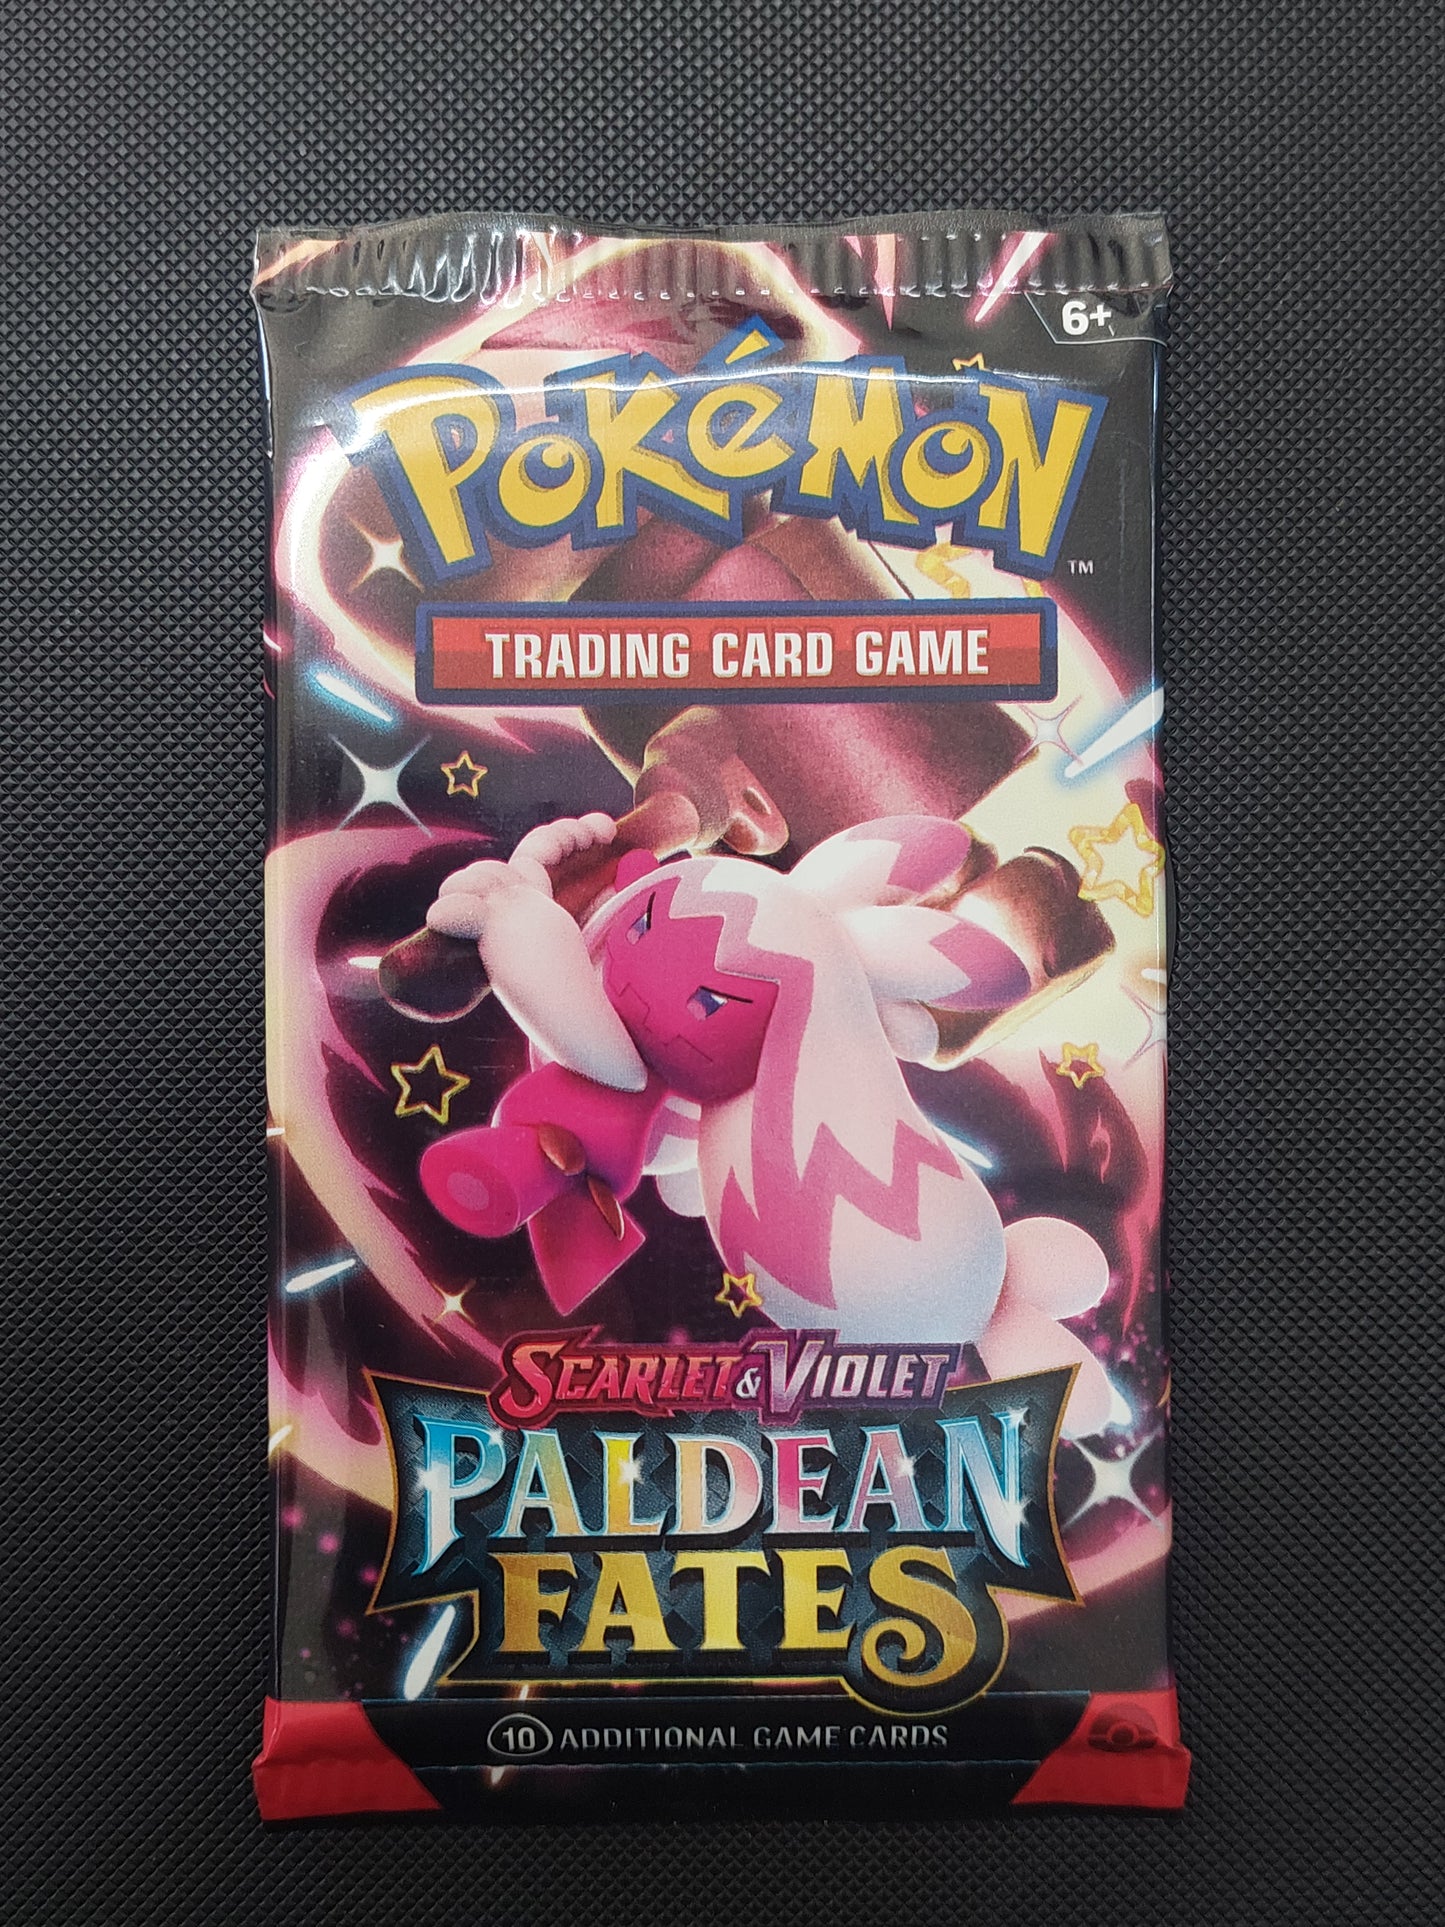 6+
POKéMON
TM
TRADING CARD GAME
SCARLET & VIOLET
PALDEAN
FATES
10 ADDITIONAL GAME CARDS